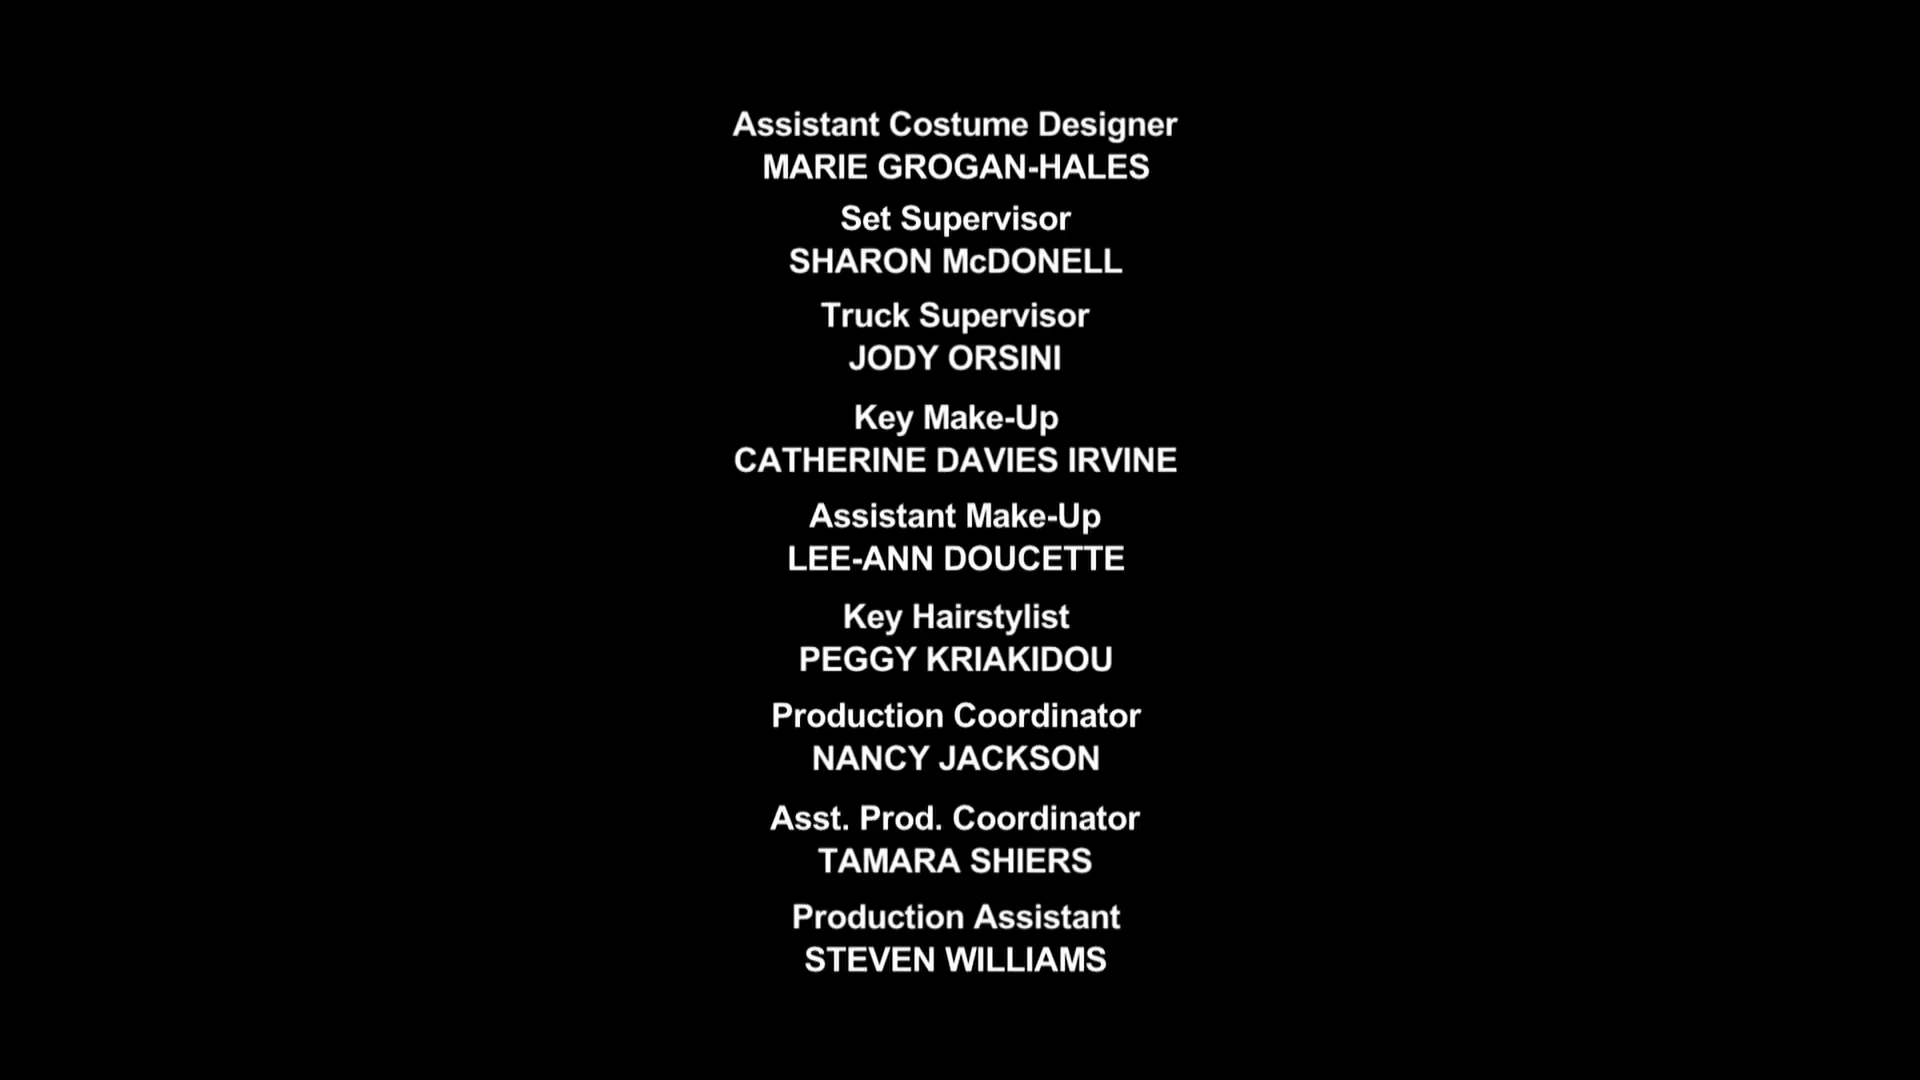 Assistant Costume Designer
MARIE GROGAN-HALES
Set Supervisor
SHARON McDONELL
Truck Supervisor
JODY ORSINI
Key Make-Up
CATHERINE DAVIES IRVINE
Assistant Make-Up
LEE-ANN DOUCETTE
Key Hairstylist
PEGGY KRIAKIDOU
Production Coordinator
NANCY JACKSON
Asst. Prod. Coordinator
TAMARA SHIERS
Production Assistant
STEVEN WILLIAMS